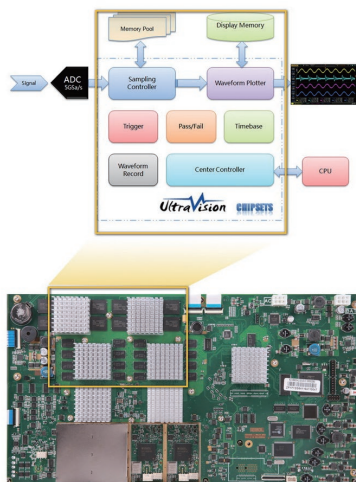 Memory Pool
Display Memory
Signal
ADC
5GSa/s
Sampling
Controller
Waveform Plotter
Trigger
Pass/Fail
Timebase
Waveform
Record
Center Controller
CPU
UltraVision
CHIPSETS